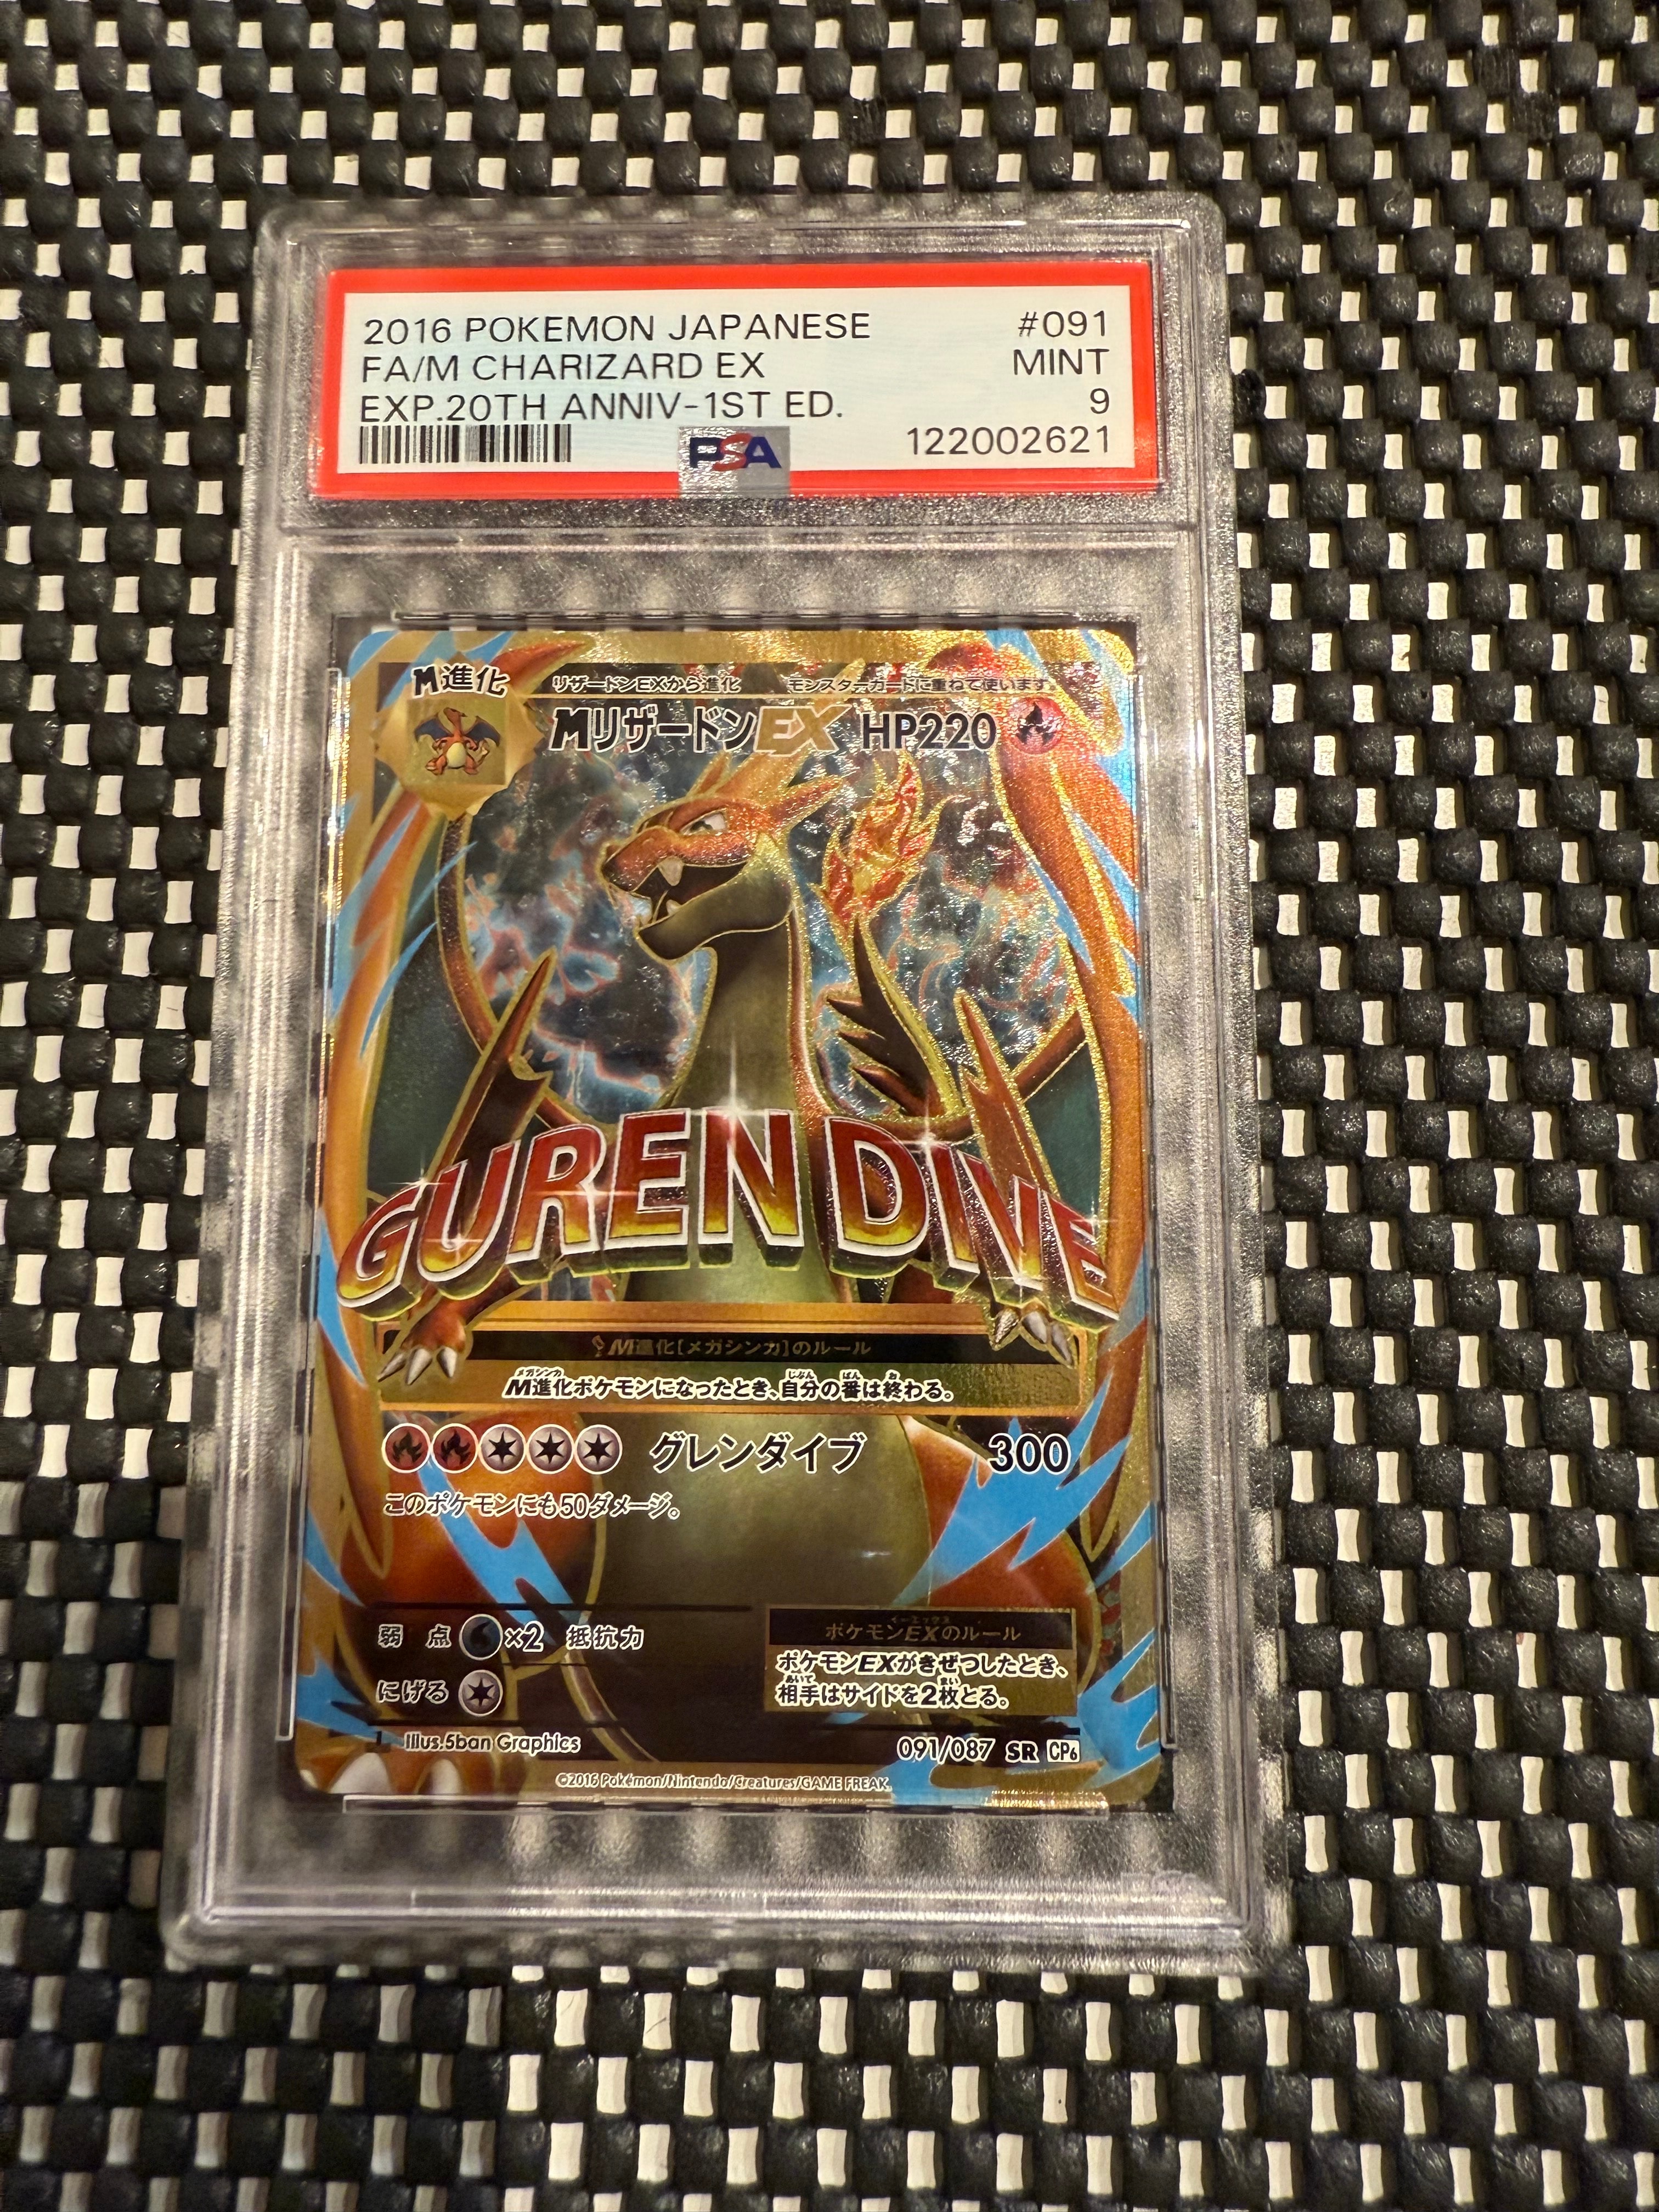 2016 POKEMON JAPANESE #091
FA/M CHARIZARD EX MINT
EXP.20TH ANNIV-1ST ED. 9
PSA 122002621
M進化 リザードンEXから進化 モンスターカードに重ねて使います。
MリザードンEX HP220
GUREN DIVE
M進化[メガシンカ]のルール
M進化ポケモンになったとき、自分の番は終わる。
グレンダイブ 300
このポケモンにも50ダメージ。
弱点 ×2 抵抗力
にげる
ポケモンEXのルール
ポケモンEXがきぜつしたとき、
相手はサイドを2枚とる。
Illus.5ban Graphics 091/087 SR CP6
©2016 Pokémon/Nintendo/Creatures/GAME FREAK.